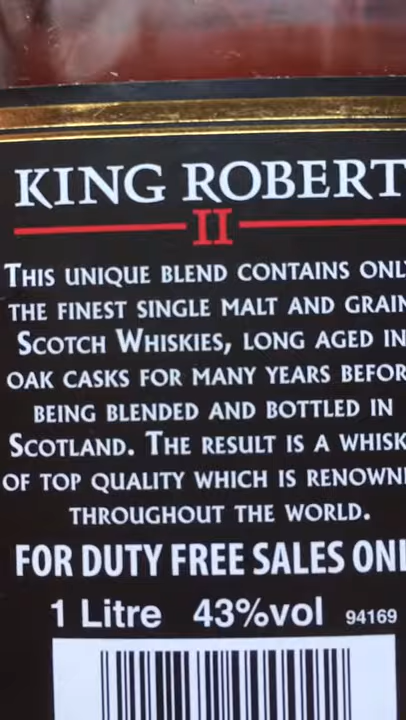 KING ROBERT
II
THIS UNIQUE BLEND CONTAINS ONL
THE FINEST SINGLE MALT AND GRAIN
SCOTCH WHISKIES, LONG AGED IN
OAK CASKS FOR MANY YEARS BEFOR
BEING BLENDED AND BOTTLED IN
SCOTLAND. THE RESULT IS A WHISK
OF TOP QUALITY WHICH IS RENOWN
THROUGHOUT THE WORLD.
FOR DUTY FREE SALES ONL
1 Litre 43%vol 94169